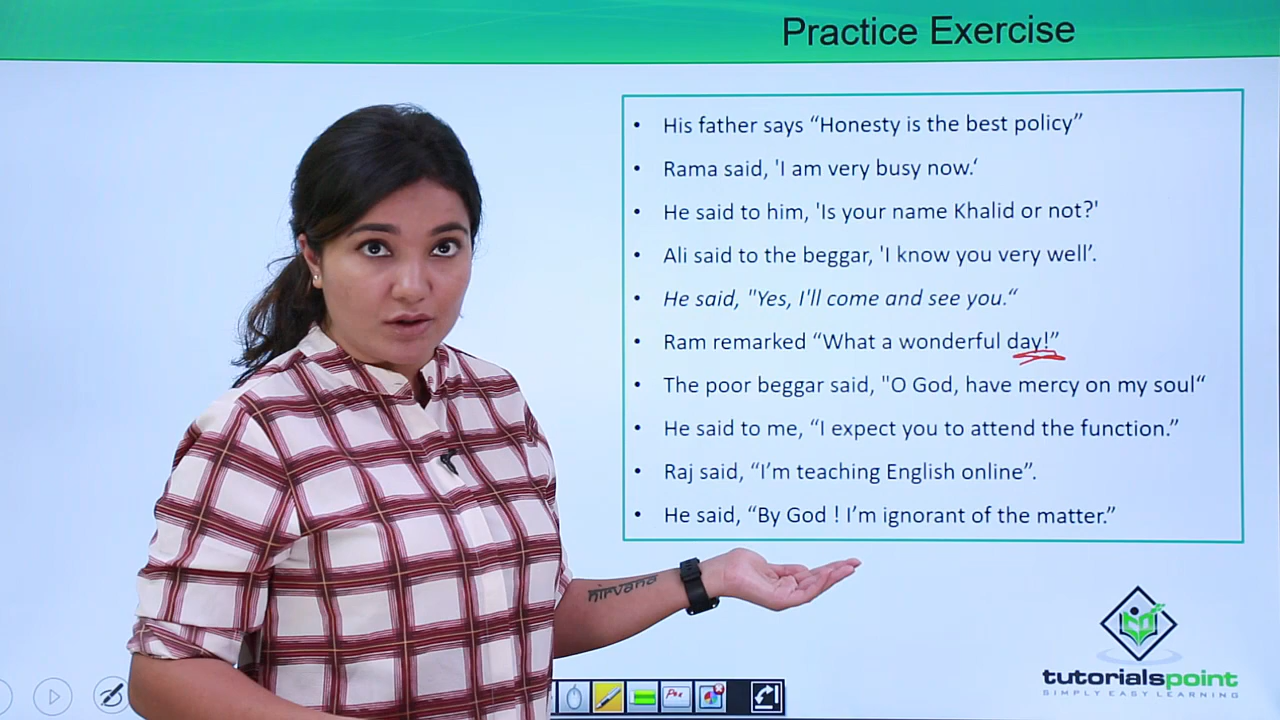 Practice Exercise
• His father says “Honesty is the best policy”
• Rama said, 'I am very busy now.‘
• He said to him, 'Is your name Khalid or not?'
• Ali said to the beggar, 'I know you very well’.
• He said, "Yes, I'll come and see you.“
• Ram remarked “What a wonderful day!”
• The poor beggar said, "O God, have mercy on my soul“
• He said to me, “I expect you to attend the function.”
• Raj said, “I’m teaching English online”.
• He said, “By God ! I’m ignorant of the matter.”
nirvana
tutorialspoint
SIMPLY EASY LEARNING
Pen